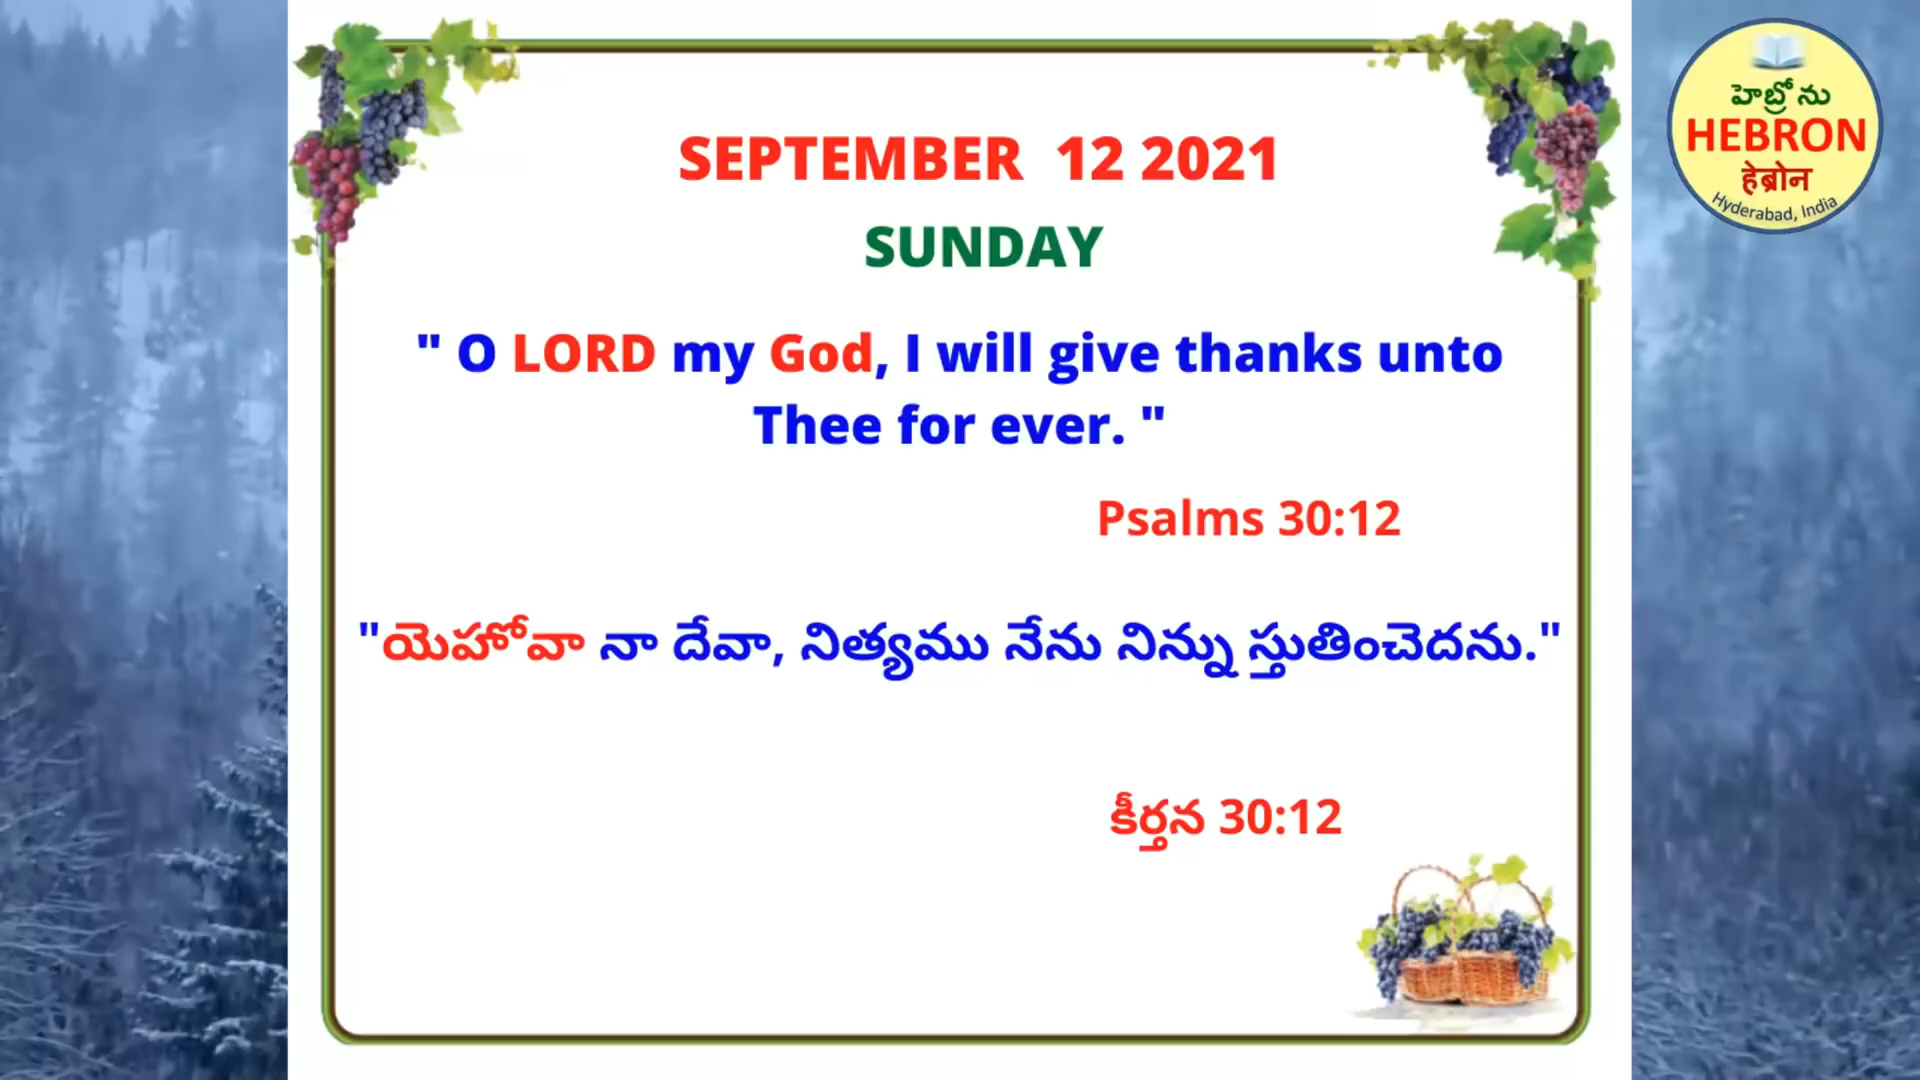 SEPTEMBER  12 2021
SUNDAY
" O LORD my God, I will give thanks unto
Thee for ever. "
Psalms 30:12
"యెహోవా నా దేవా, నిత్యము నేను నిన్ను స్తుతించెదను."
కీర్తన 30:12
హెబ్రోను
HEBRON
हेब्रोन
Hyderabad, India